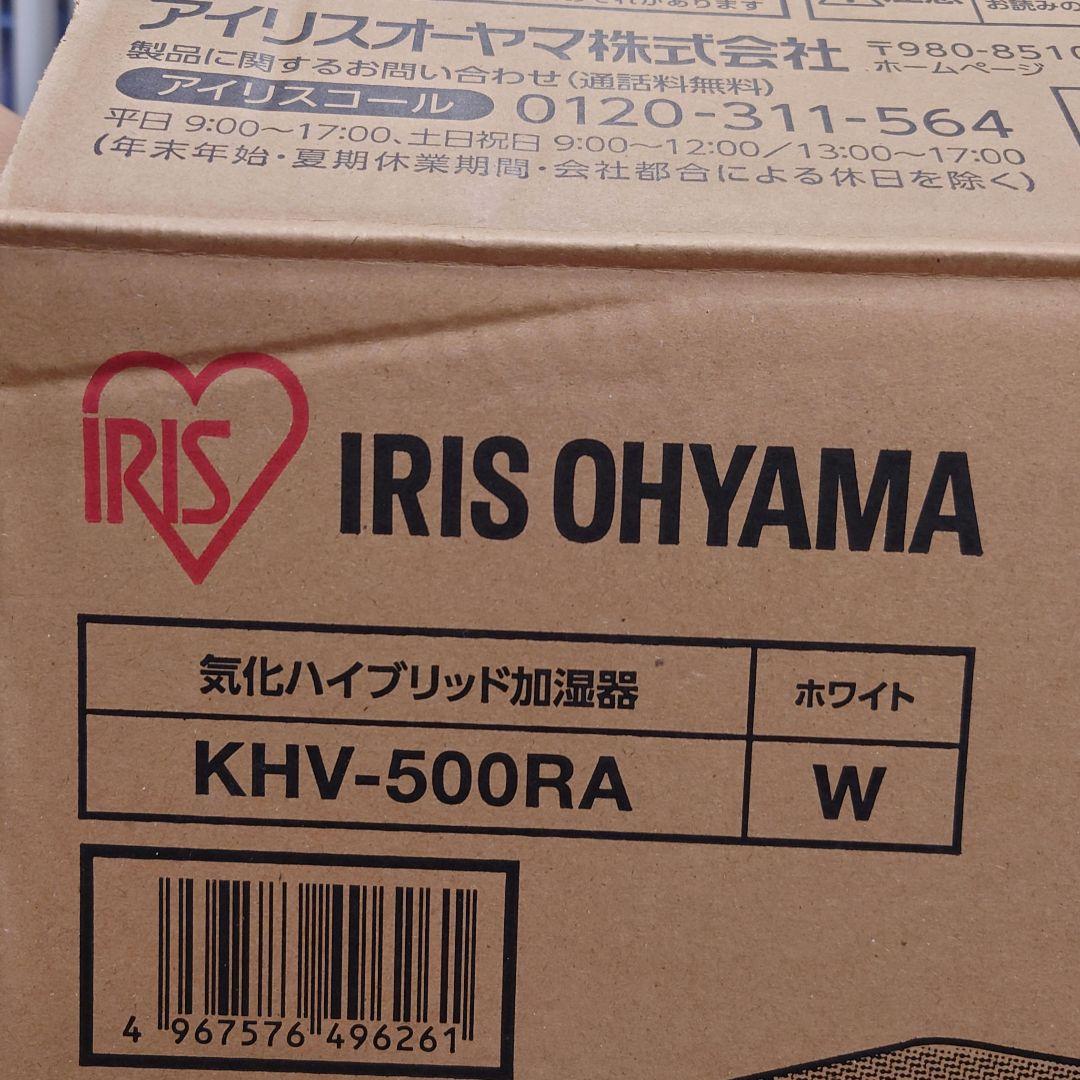 アイリスオーヤマ株式会社 〒980-8510
製品に関するお問い合わせ(通話料無料) ホームページ
アイリスコール 0120-311-564
平日 9:00〜17:00、土日祝日 9:00〜12:00/13:00〜17:00
(年末年始・夏期休業期間・会社都合による休日を除く)
IRIS
IRIS OHYAMA
気化ハイブリッド加湿器 ホワイト
KHV-500RA W
4 967576 496261